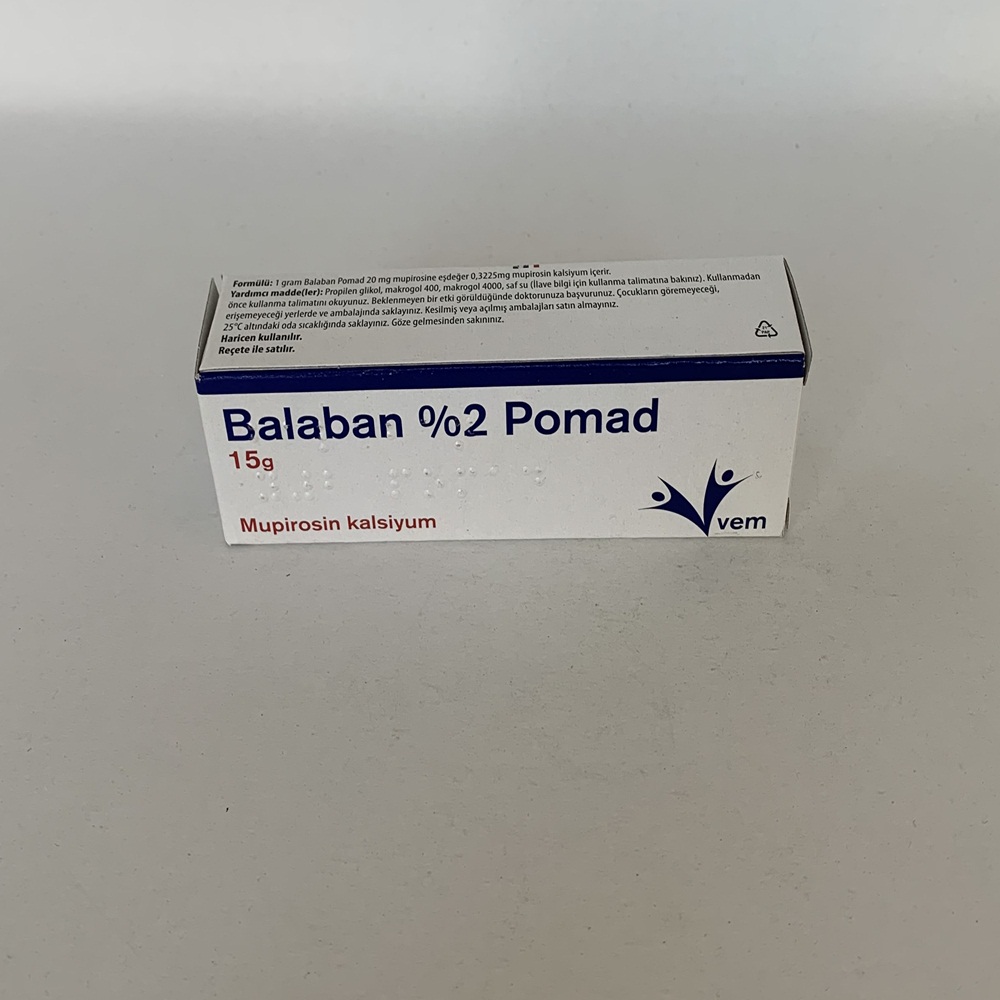 Formülü: 1 gram Balaban Pomad 20 mg mupirosine eşdeğer 0,3225mg mupirosin kalsiyum içerir.
Yardımcı madde(ler): Propilen glikol, makrogol 400, makrogol 4000, saf su (İlave bilgi için kullanma talimatına bakınız). Kullanmadan
önce kullanma talimatını okuyunuz. Beklenmeyen bir etki görüldüğünde doktorunuza başvurunuz. Çocukların göremeyeceği,
erişemeyeceği yerlerde ve ambalajında saklayınız. Kesilmiş veya açılmış ambalajları satın almayınız.
25°C altındaki oda sıcaklığında saklayınız. Göze gelmesinden sakınınız.
Haricen kullanılır.
Reçete ile satılır.
Balaban %2 Pomad
15g
Mupirosin kalsiyum
vem